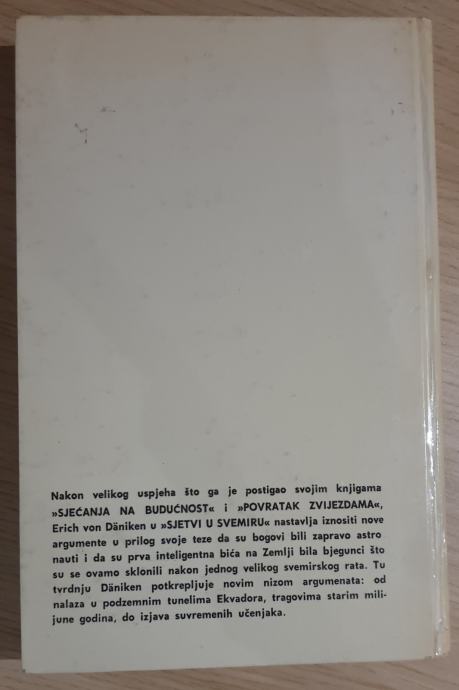 Nakon velikog uspjeha što ga je postigao svojim knjigama
»SJEĆANJA NA BUDUĆNOST« i »POVRATAK ZVIJEZDAMA«,
Erich von Däniken u »SJETVI U SVEMIRU« nastavlja iznositi nove
argumente u prilog svoje teze da su bogovi bili zapravo astro
nauti i da su prva inteligentna bića na Zemlji bila bjegunci što
su se ovamo sklonili nakon jednog velikog svemirskog rata. Tu
tvrdnju Däniken potkrepljuje novim nizom argumenata: od
nalaza u podzemnim tunelima Ekvadora, tragovima starim mili-
june godina, do izjava suvremenih učenjaka.